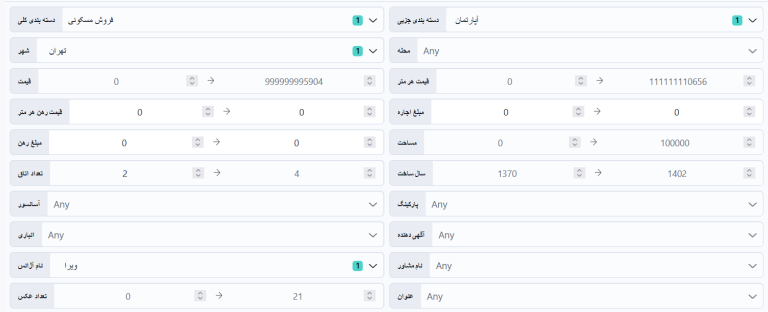 دسته بندی کلی فروش مسکونی 1
دسته بندی جزیی آپارتمان 1
شهر تهران 1
محله Any
قیمت 0 → 999999995904
قیمت هر متر 0 → 111111110656
قیمت رهن هر متر 0 → 0
مبلغ اجاره 0 → 0
مبلغ رهن 0 → 0
مساحت 0 → 100000
تعداد اتاق 2 → 4
سال ساخت 1370 → 1402
آسانسور Any
پارکینگ Any
انباری Any
آگهی دهنده Any
نام آژانس ویرا 1
نام مشاور Any
تعداد عکس 0 → 21
عنوان Any